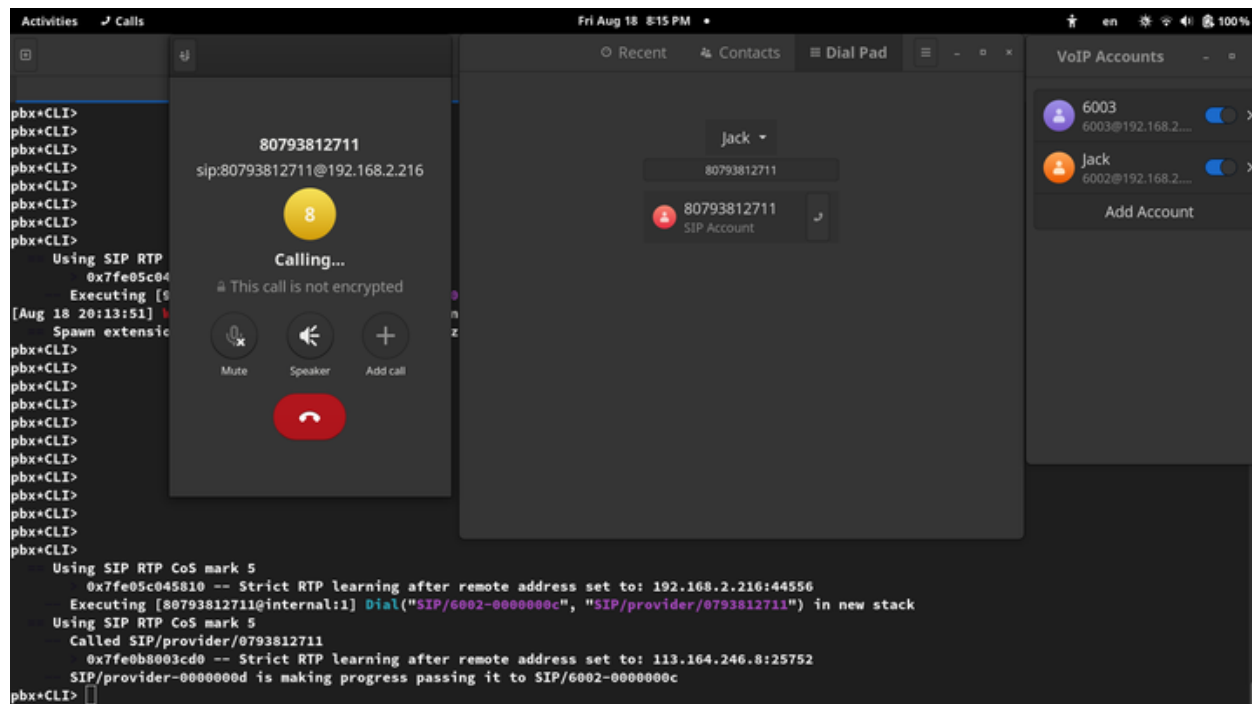 Activities Calls Fri Aug 18 8:15 PM en 100%
Recent Contacts Dial Pad
VoIP Accounts
6003
6003@192.168.2....
Jack
6002@192.168.2....
Add Account
Jack
80793812711
80793812711
SIP Account
80793812711
sip:80793812711@192.168.2.216
8
Calling...
This call is not encrypted
Mute Speaker Add call
pbx*CLI>
pbx*CLI>
pbx*CLI>
pbx*CLI>
pbx*CLI>
pbx*CLI>
pbx*CLI>
pbx*CLI>
Using SIP RTP
0x7fe05c04
Executing [
[Aug 18 20:13:51]
Spawn extensio
pbx*CLI>
pbx*CLI>
pbx*CLI>
pbx*CLI>
pbx*CLI>
pbx*CLI>
pbx*CLI>
pbx*CLI>
pbx*CLI>
pbx*CLI>
pbx*CLI>
pbx*CLI>
== Using SIP RTP CoS mark 5
> 0x7fe05c045810 -- Strict RTP learning after remote address set to: 192.168.2.216:44556
-- Executing [80793812711@internal:1] Dial("SIP/6002-0000000c", "SIP/provider/0793812711") in new stack
== Using SIP RTP CoS mark 5
-- Called SIP/provider/0793812711
> 0x7fe0b8003cd0 -- Strict RTP learning after remote address set to: 113.164.246.8:25752
-- SIP/provider-0000000d is making progress passing it to SIP/6002-0000000c
pbx*CLI>